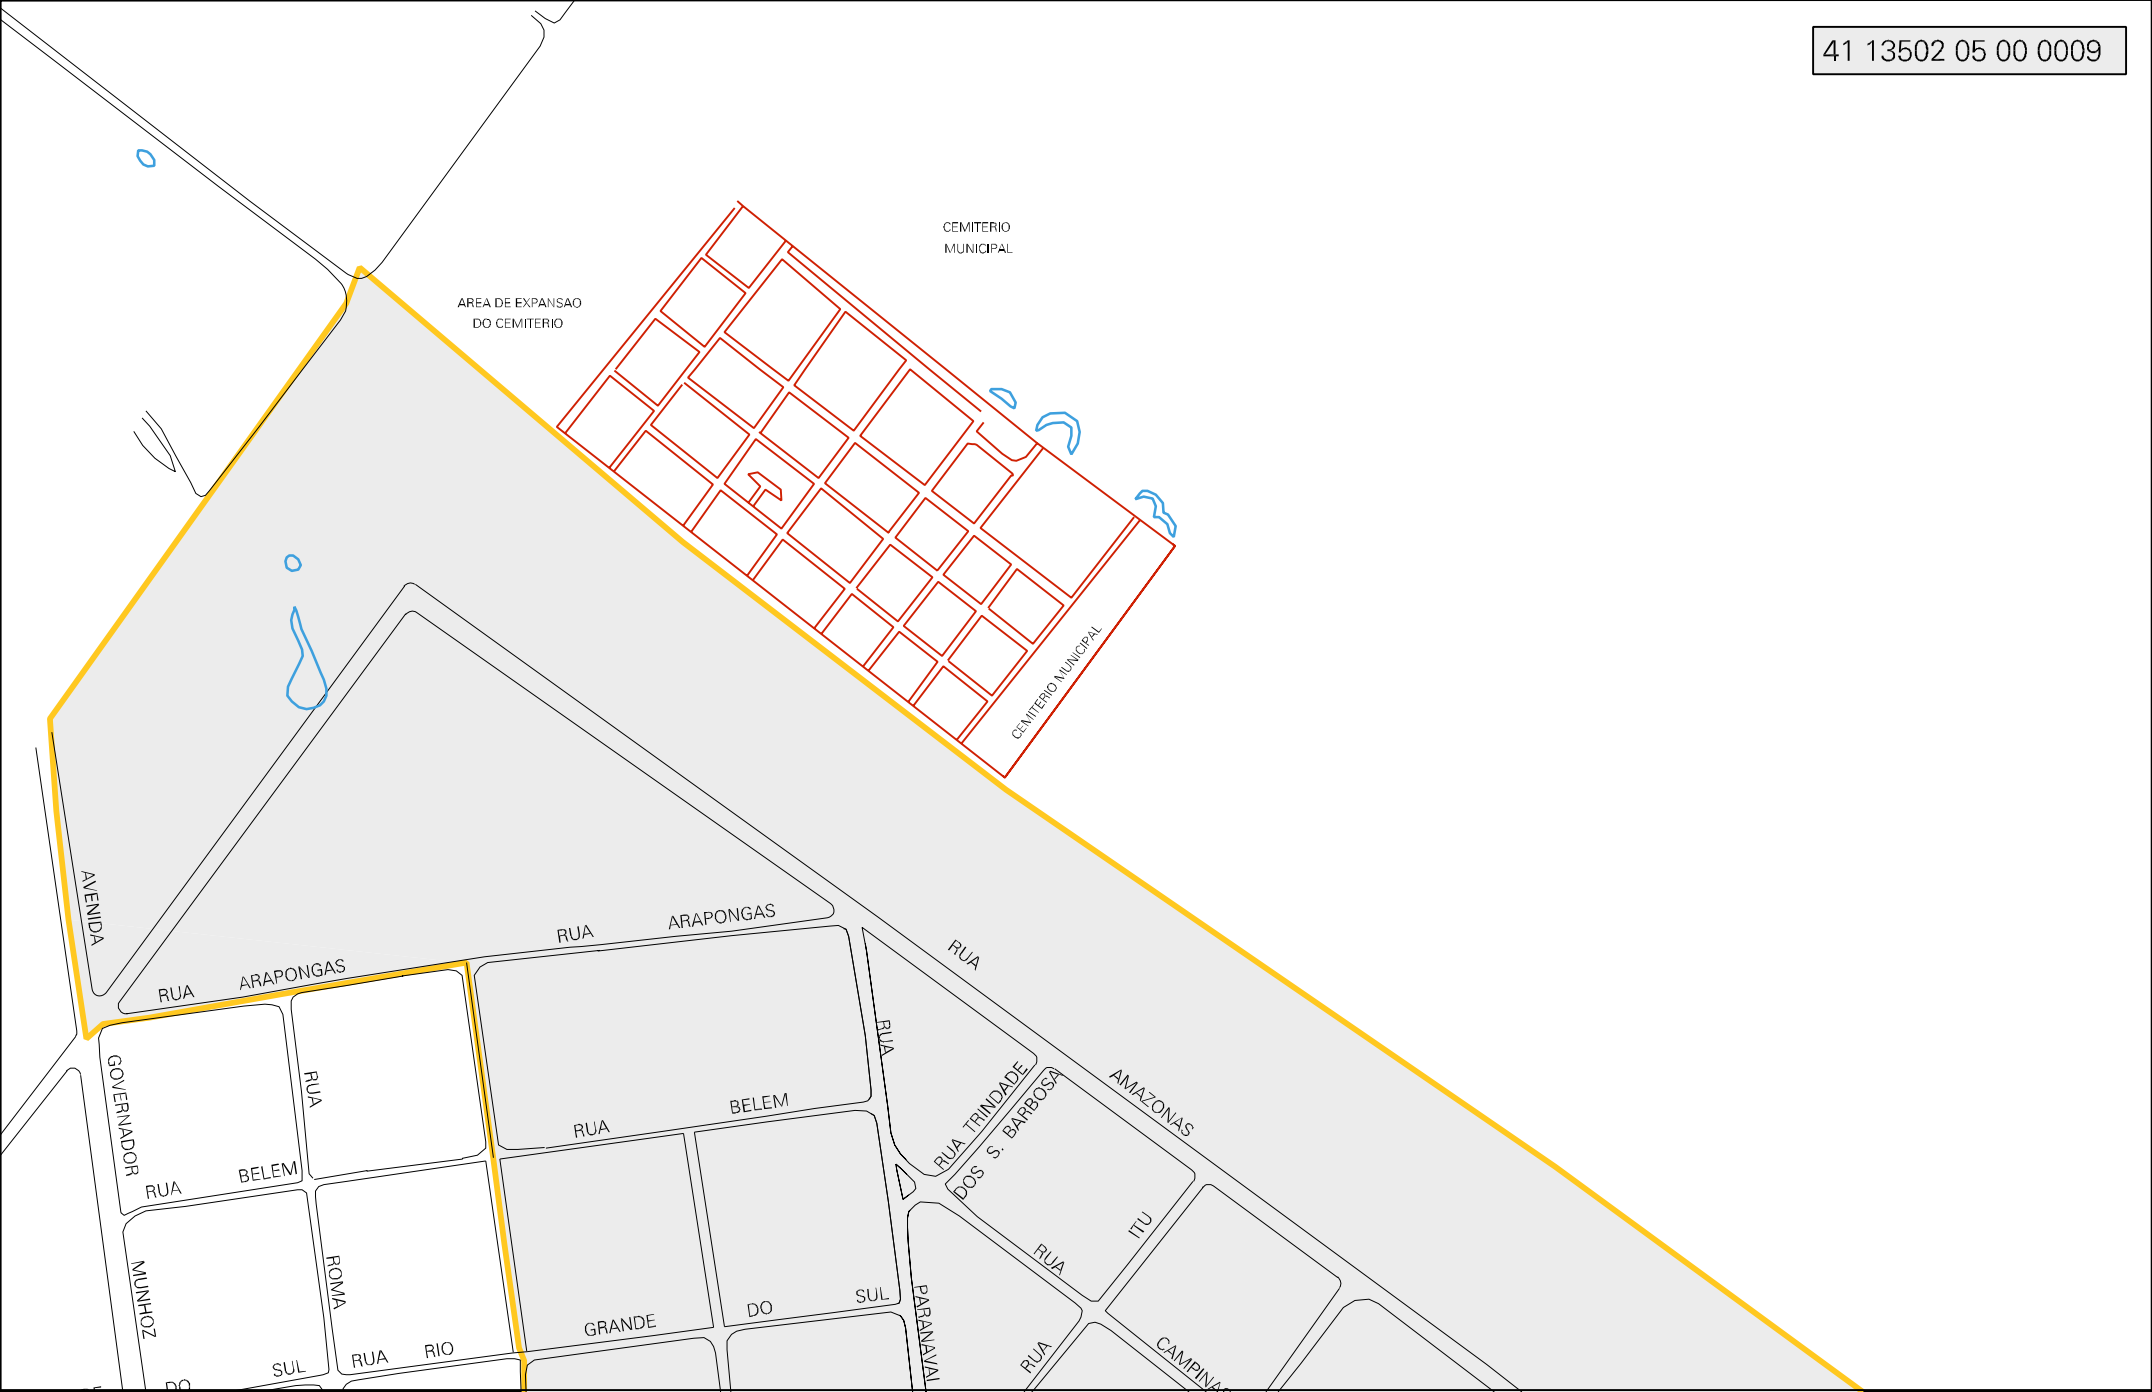 41 13502 05 00 0009
CEMITERIO
MUNICIPAL
AREA DE EXPANSAO
DO CEMITERIO
CEMITERIO MUNICIPAL
AVENIDA
RUA
ARAPONGAS
RUA
ARAPONGAS
RUA
RUA
AMAZONAS
GOVERNADOR
RUA
RUA
RUA TRINDADE
DOS S. BARBOSA
RUA
BELEM
RUA
BELEM
MUNHOZ
ROMA
RUA
ITU
GRANDE
DO
SUL
PARANAVAI
RUA
RIO
SUL
DO
RUA
CAMPINAS